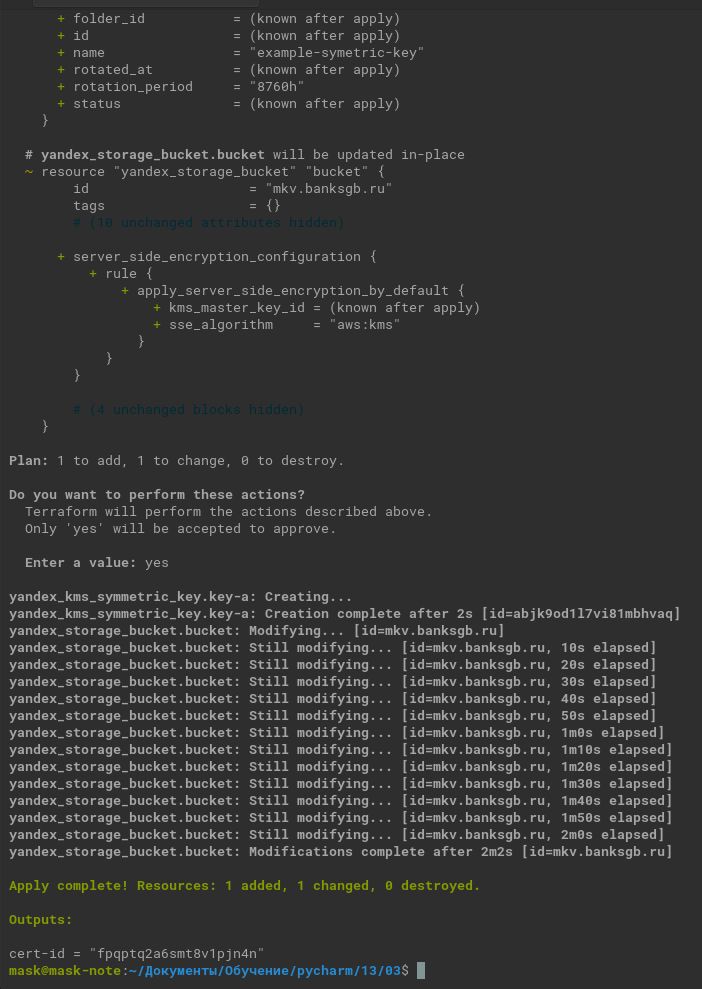 + folder_id           = (known after apply)
+ id                  = (known after apply)
+ name                = "example-symetric-key"
+ rotated_at          = (known after apply)
+ rotation_period     = "8760h"
+ status              = (known after apply)
}
# yandex_storage_bucket.bucket will be updated in-place
~ resource "yandex_storage_bucket" "bucket" {
id                    = "mkv.banksgb.ru"
tags                  = {}
# (10 unchanged attributes hidden)
+ server_side_encryption_configuration {
+ rule {
+ apply_server_side_encryption_by_default {
+ kms_master_key_id = (known after apply)
+ sse_algorithm     = "aws:kms"
}
}
}
# (4 unchanged blocks hidden)
}
Plan: 1 to add, 1 to change, 0 to destroy.
Do you want to perform these actions?
Terraform will perform the actions described above.
Only 'yes' will be accepted to approve.
Enter a value: yes
yandex_kms_symmetric_key.key-a: Creating...
yandex_kms_symmetric_key.key-a: Creation complete after 2s [id=abjk9od1l7vi81mbhvaq]
yandex_storage_bucket.bucket: Modifying... [id=mkv.banksgb.ru]
yandex_storage_bucket.bucket: Still modifying... [id=mkv.banksgb.ru, 10s elapsed]
yandex_storage_bucket.bucket: Still modifying... [id=mkv.banksgb.ru, 20s elapsed]
yandex_storage_bucket.bucket: Still modifying... [id=mkv.banksgb.ru, 30s elapsed]
yandex_storage_bucket.bucket: Still modifying... [id=mkv.banksgb.ru, 40s elapsed]
yandex_storage_bucket.bucket: Still modifying... [id=mkv.banksgb.ru, 50s elapsed]
yandex_storage_bucket.bucket: Still modifying... [id=mkv.banksgb.ru, 1m0s elapsed]
yandex_storage_bucket.bucket: Still modifying... [id=mkv.banksgb.ru, 1m10s elapsed]
yandex_storage_bucket.bucket: Still modifying... [id=mkv.banksgb.ru, 1m20s elapsed]
yandex_storage_bucket.bucket: Still modifying... [id=mkv.banksgb.ru, 1m30s elapsed]
yandex_storage_bucket.bucket: Still modifying... [id=mkv.banksgb.ru, 1m40s elapsed]
yandex_storage_bucket.bucket: Still modifying... [id=mkv.banksgb.ru, 1m50s elapsed]
yandex_storage_bucket.bucket: Still modifying... [id=mkv.banksgb.ru, 2m0s elapsed]
yandex_storage_bucket.bucket: Modifications complete after 2m2s [id=mkv.banksgb.ru]
Apply complete! Resources: 1 added, 1 changed, 0 destroyed.
Outputs:
cert-id = "fpqptq2a6smt8v1pjn4n"
mask@mask-note:~/Документы/Обучение/pycharm/13/03$